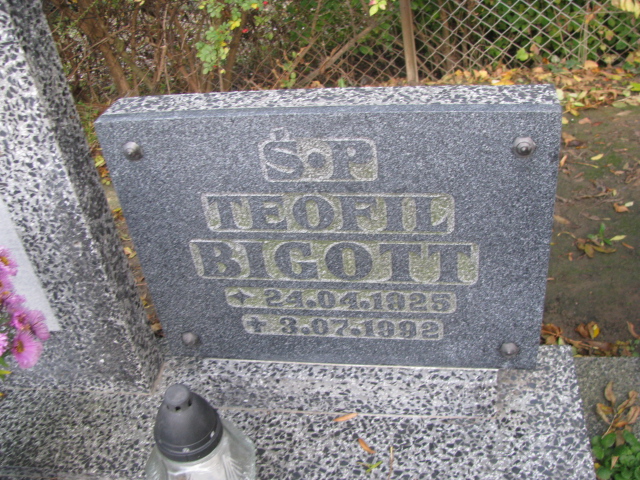 Ś.P
TEOFIL
BIGOTT
✦ 24.04.1925
✝ 3.07.1992